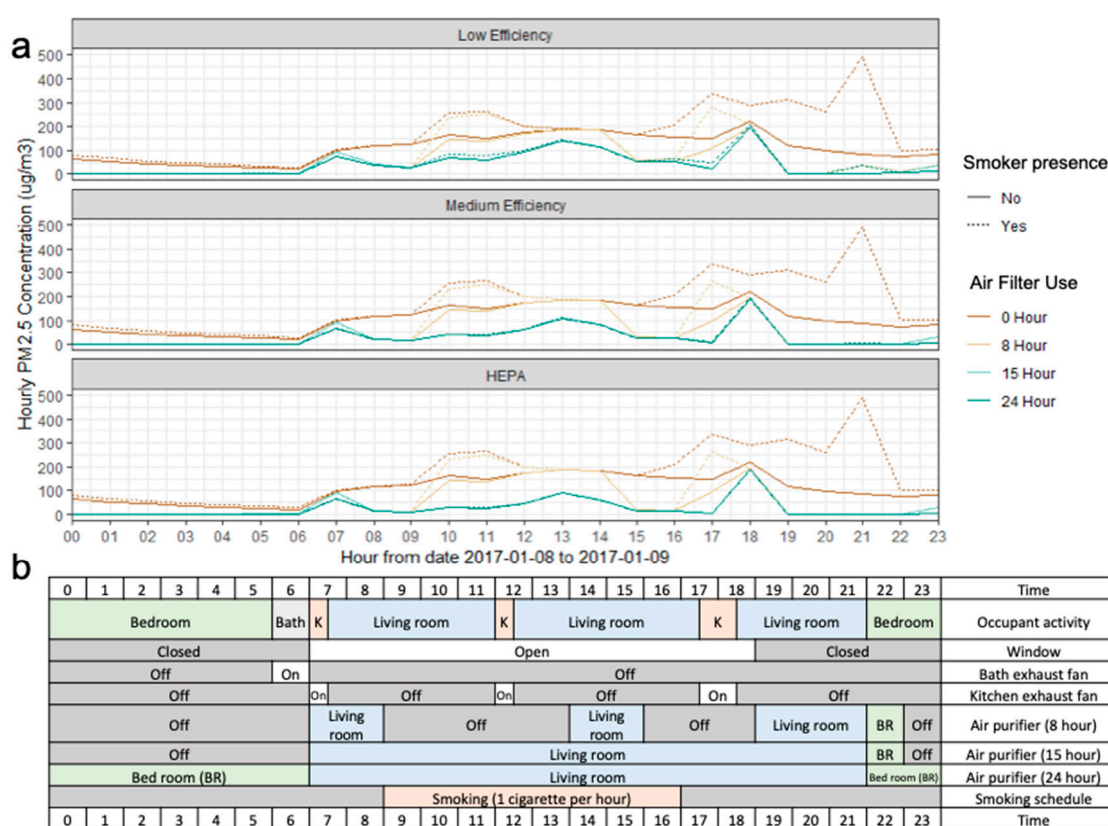 a
Low Efficiency
500
400
300
200
100
0
Medium Efficiency
500
400
300
200
100
0
HEPA
500
400
300
200
100
0
Hourly PM2.5 Concentration (ug/m3)
00 01 02 03 04 05 06 07 08 09 10 11 12 13 14 15 16 17 18 19 20 21 22 23
Hour from date 2017-01-08 to 2017-01-09
Smoker presence
No
Yes
Air Filter Use
0 Hour
8 Hour
15 Hour
24 Hour
b
0 1 2 3 4 5 6 7 8 9 10 11 12 13 14 15 16 17 18 19 20 21 22 23 Time
Bedroom Bath K Living room K Living room K Living room Bedroom Occupant activity
Closed Open Closed Window
Off On Off Bath exhaust fan
Off On Off On Off On Off Kitchen exhaust fan
Off Living room Off Living room Off Living room BR Off Air purifier (8 hour)
Off Living room BR Off Air purifier (15 hour)
Bed room (BR) Living room Bed room (BR) Air purifier (24 hour)
Smoking (1 cigarette per hour) Smoking schedule
0 1 2 3 4 5 6 7 8 9 10 11 12 13 14 15 16 17 18 19 20 21 22 23 Time